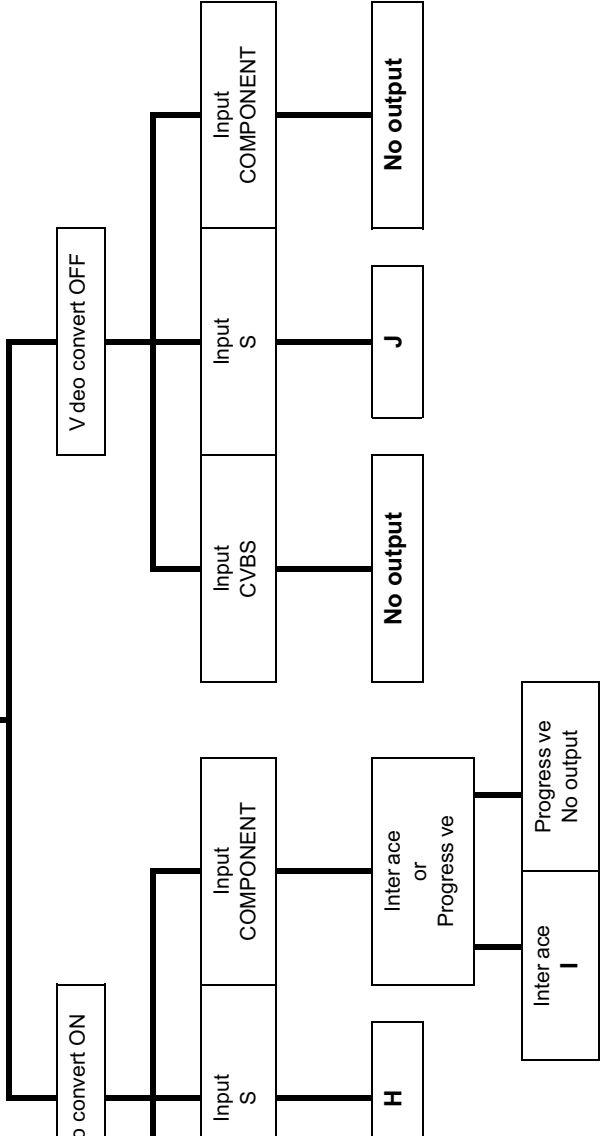 o convert ON
V deo convert OFF
Input
S
Input
COMPONENT
Input
CVBS
Input
S
Input
COMPONENT
H
Inter ace
or
Progress ve
No output
J
No output
Inter ace
I
Progress ve
No output